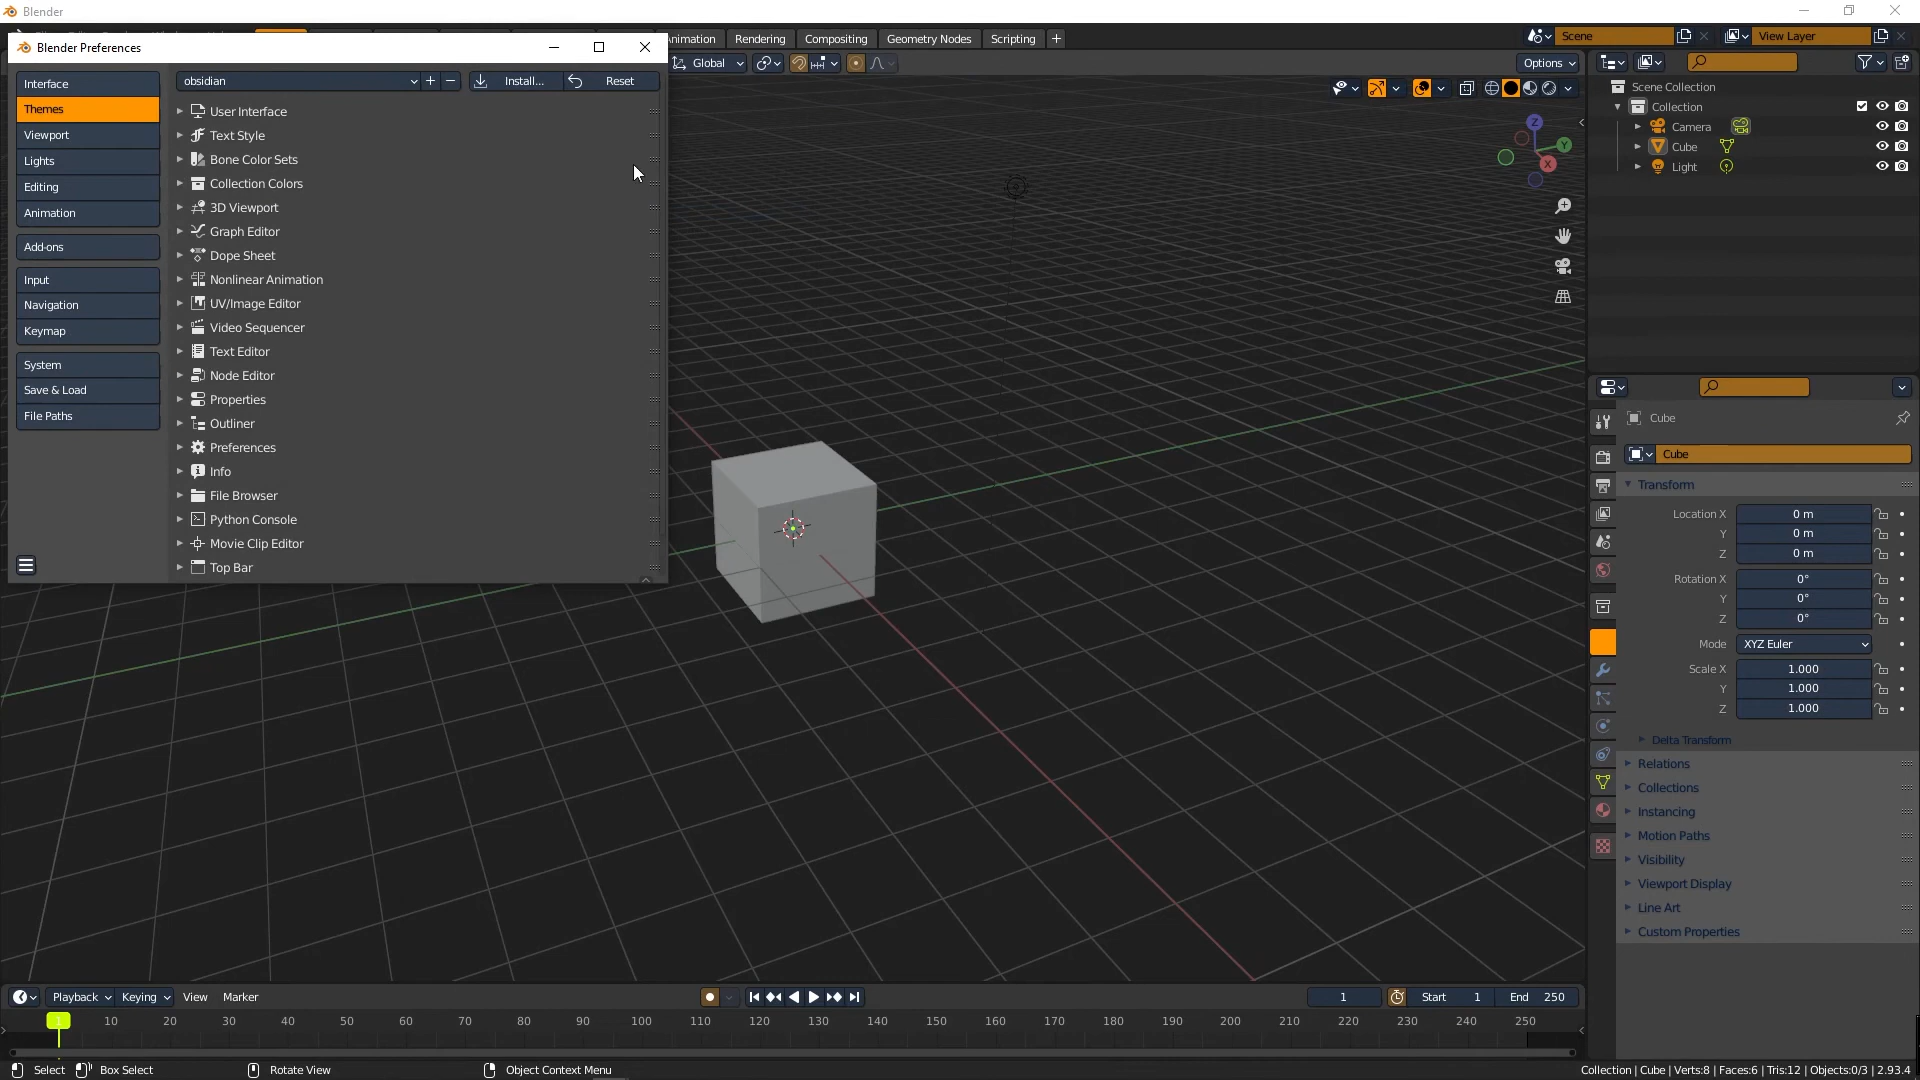 Blender
Blender Preferences
Animation Rendering Compositing Geometry Nodes Scripting +
Scene
View Layer
Global
Options
obsidian
Install...
Reset
Interface
Themes
Viewport
Lights
Editing
Animation
Add-ons
Input
Navigation
Keymap
System
Save & Load
File Paths
User Interface
Text Style
Bone Color Sets
Collection Colors
3D Viewport
Graph Editor
Dope Sheet
Nonlinear Animation
UV/Image Editor
Video Sequencer
Text Editor
Node Editor
Properties
Outliner
Preferences
Info
File Browser
Python Console
Movie Clip Editor
Top Bar
Z
Y
X
Scene Collection
Collection
Camera
Cube
Light
Cube
Cube
Transform
Location X 0 m
Y 0 m
Z 0 m
Rotation X 0°
Y 0°
Z 0°
Mode XYZ Euler
Scale X 1.000
Y 1.000
Z 1.000
Delta Transform
Relations
Collections
Instancing
Motion Paths
Visibility
Viewport Display
Line Art
Custom Properties
Playback Keying View Marker
1 Start 1 End 250
1 10 20 30 40 50 60 70 80 90 100 110 120 130 140 150 160 170 180 190 200 210 220 230 240 250
Select Box Select Rotate View Object Context Menu
Collection | Cube | Verts:8 | Faces:6 | Tris:12 | Objects:0/3 | 2.93.4